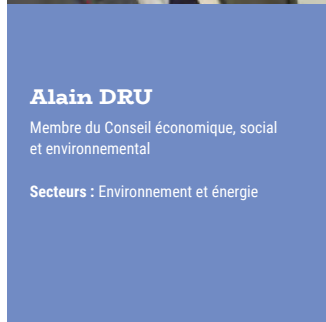 Alain DRU
Membre du Conseil économique, social
et environnemental
Secteurs : Environnement et énergie